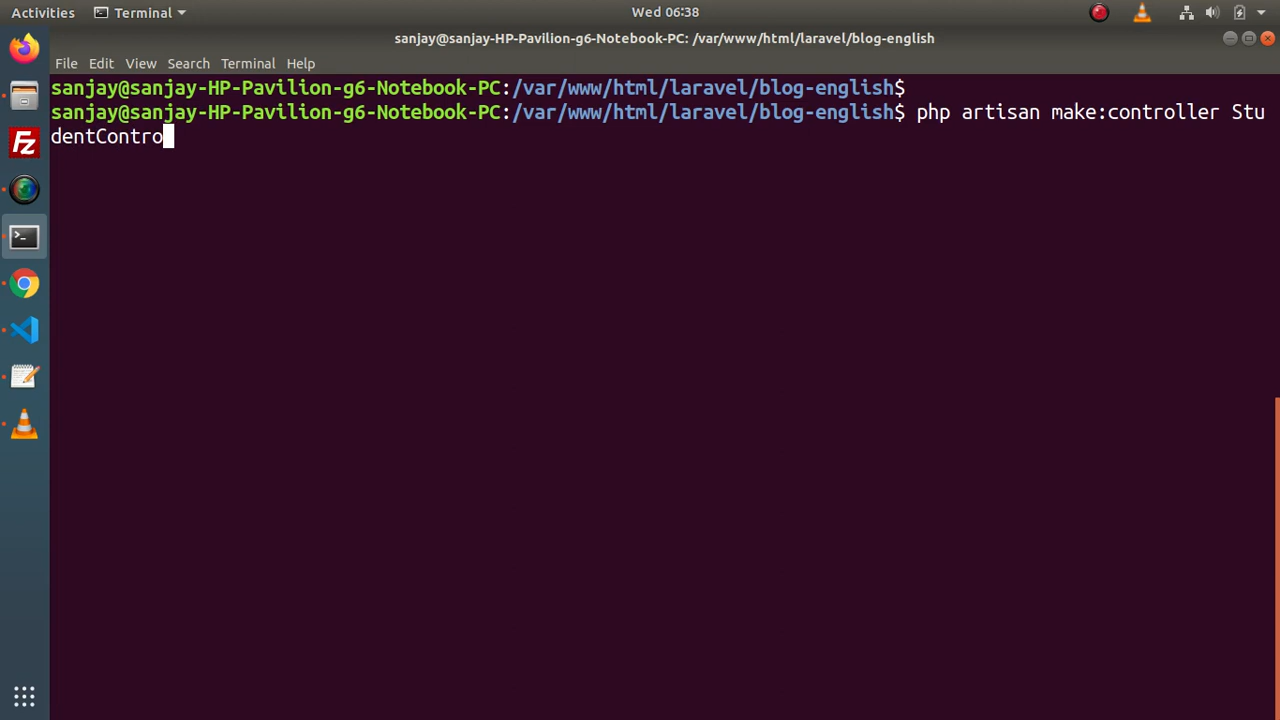 Activities Terminal Wed 06:38
sanjay@sanjay-HP-Pavilion-g6-Notebook-PC: /var/www/html/laravel/blog-english
File Edit View Search Terminal Help
sanjay@sanjay-HP-Pavilion-g6-Notebook-PC:/var/www/html/laravel/blog-english$
sanjay@sanjay-HP-Pavilion-g6-Notebook-PC:/var/www/html/laravel/blog-english$ php artisan make:controller Stu
dentContro